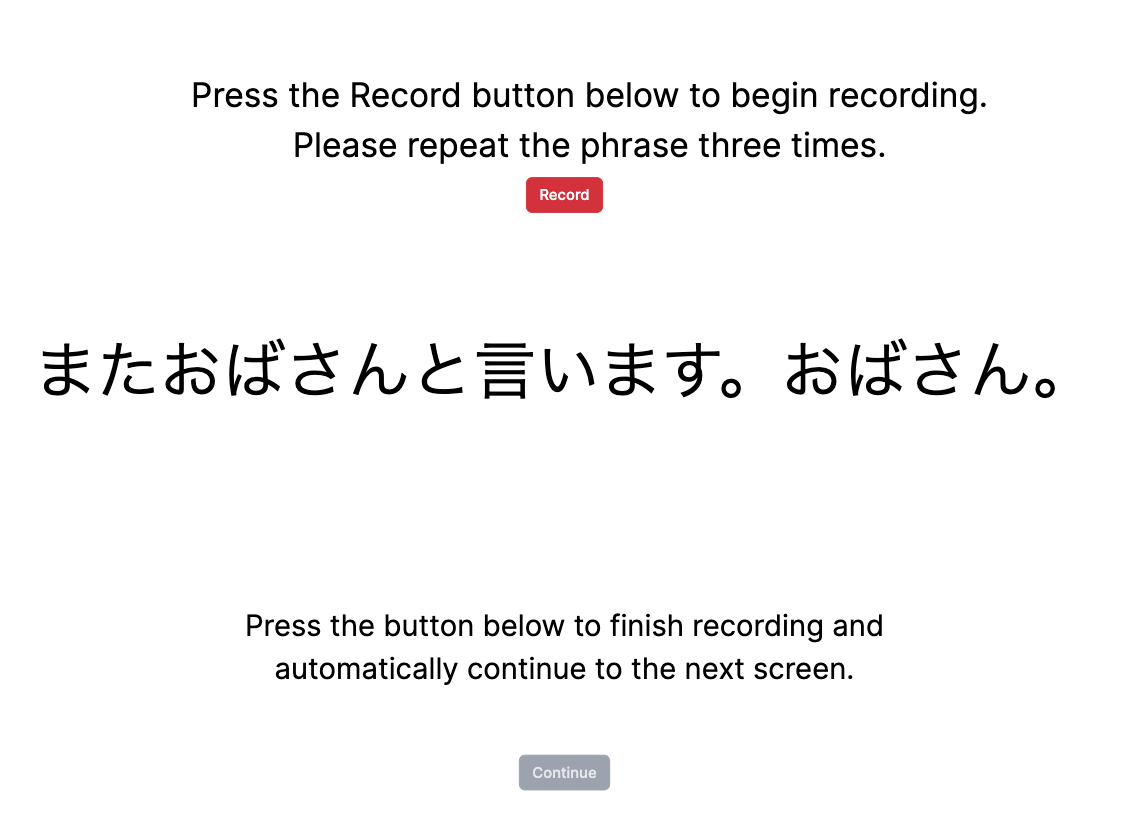 Press the Record button below to begin recording.
Please repeat the phrase three times.
Record
またおばさんと言います。おばさん。
Press the button below to finish recording and
automatically continue to the next screen.
Continue